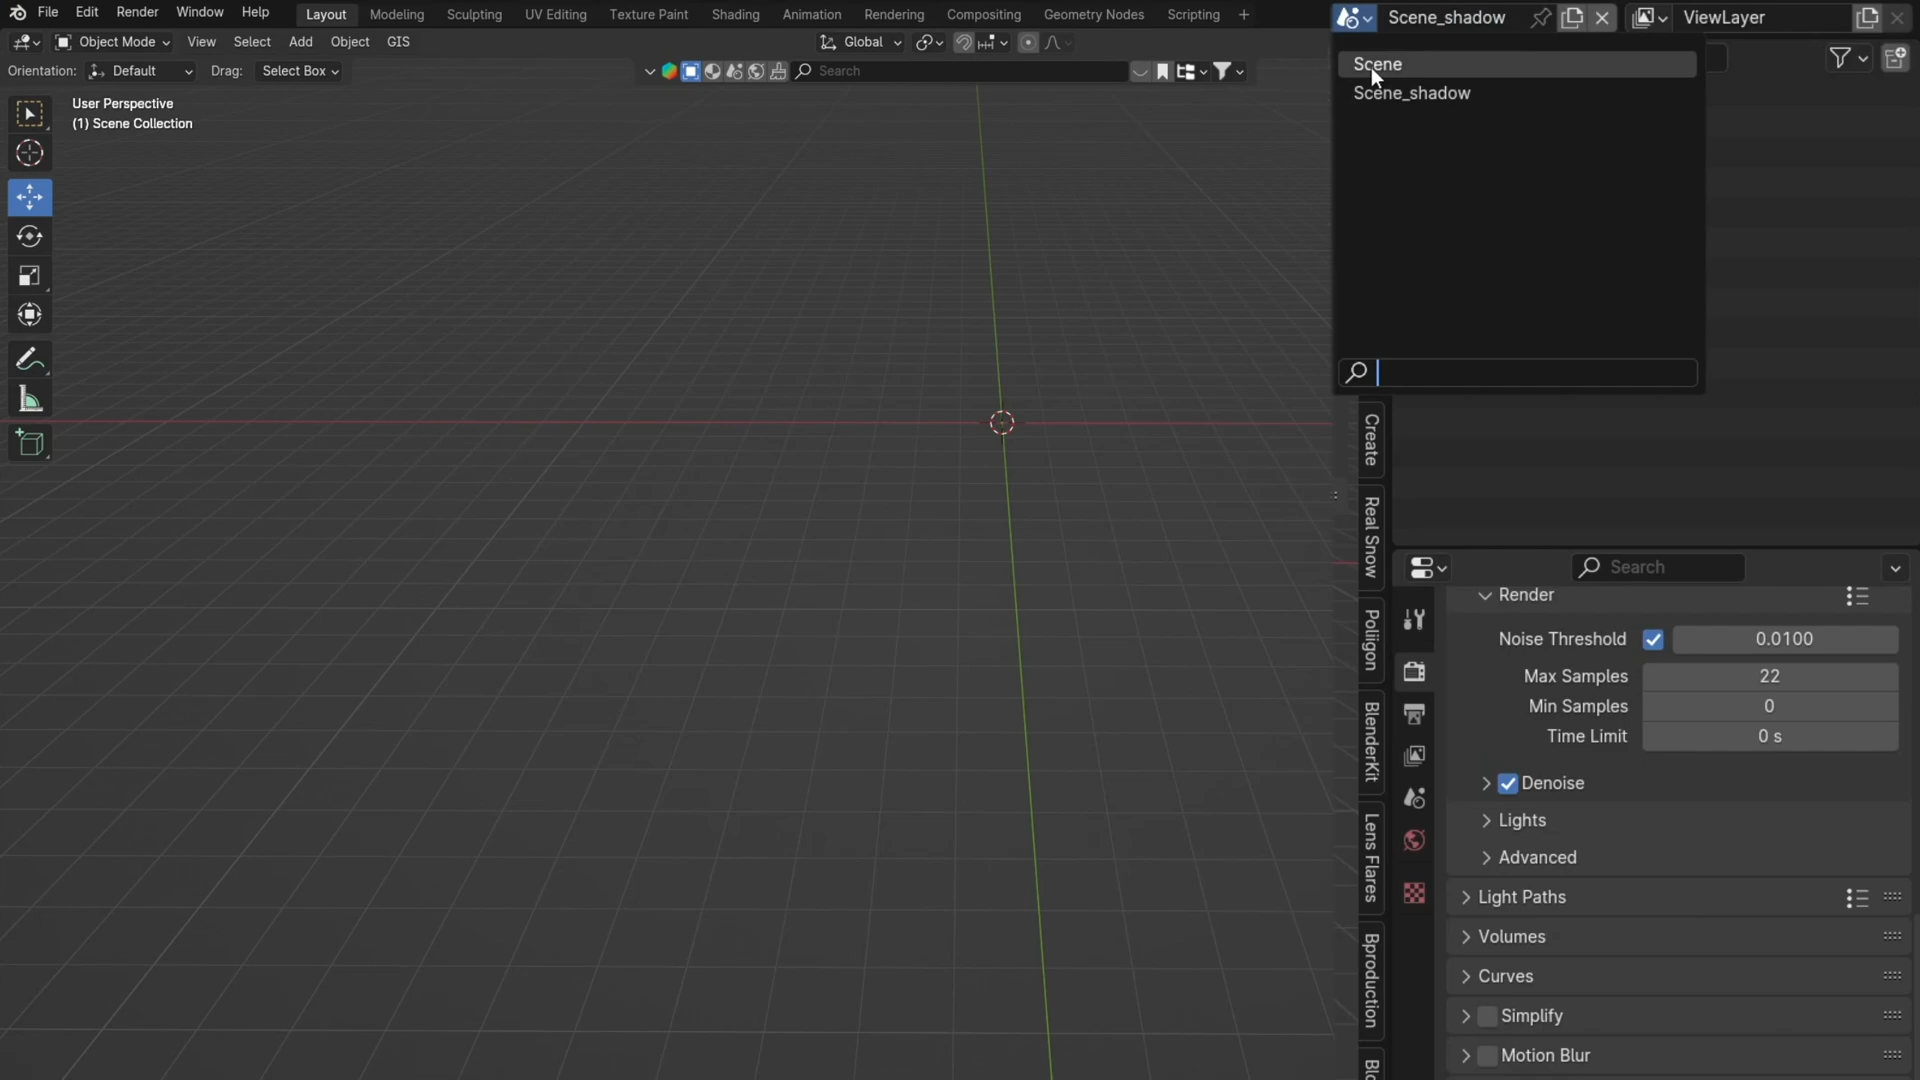 File Edit Render Window Help Layout Modeling Sculpting UV Editing Texture Paint Shading Animation Rendering Compositing Geometry Nodes Scripting + Scene_shadow ViewLayer
Object Mode View Select Add Object GIS Global
Orientation: Default Drag: Select Box Search
User Perspective
(1) Scene Collection
Scene
Scene_shadow
Create
Real Snow
Poliigon
BlenderKit
Lens Flares
Bproduction
Search
Render
Noise Threshold 0.0100
Max Samples 22
Min Samples 0
Time Limit 0 s
Denoise
Lights
Advanced
Light Paths
Volumes
Curves
Simplify
Motion Blur